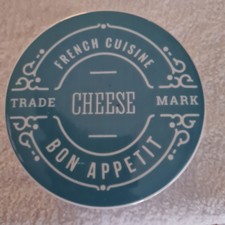 FRENCH CUISINE
TRADE CHEESE MARK
BON APPETIT